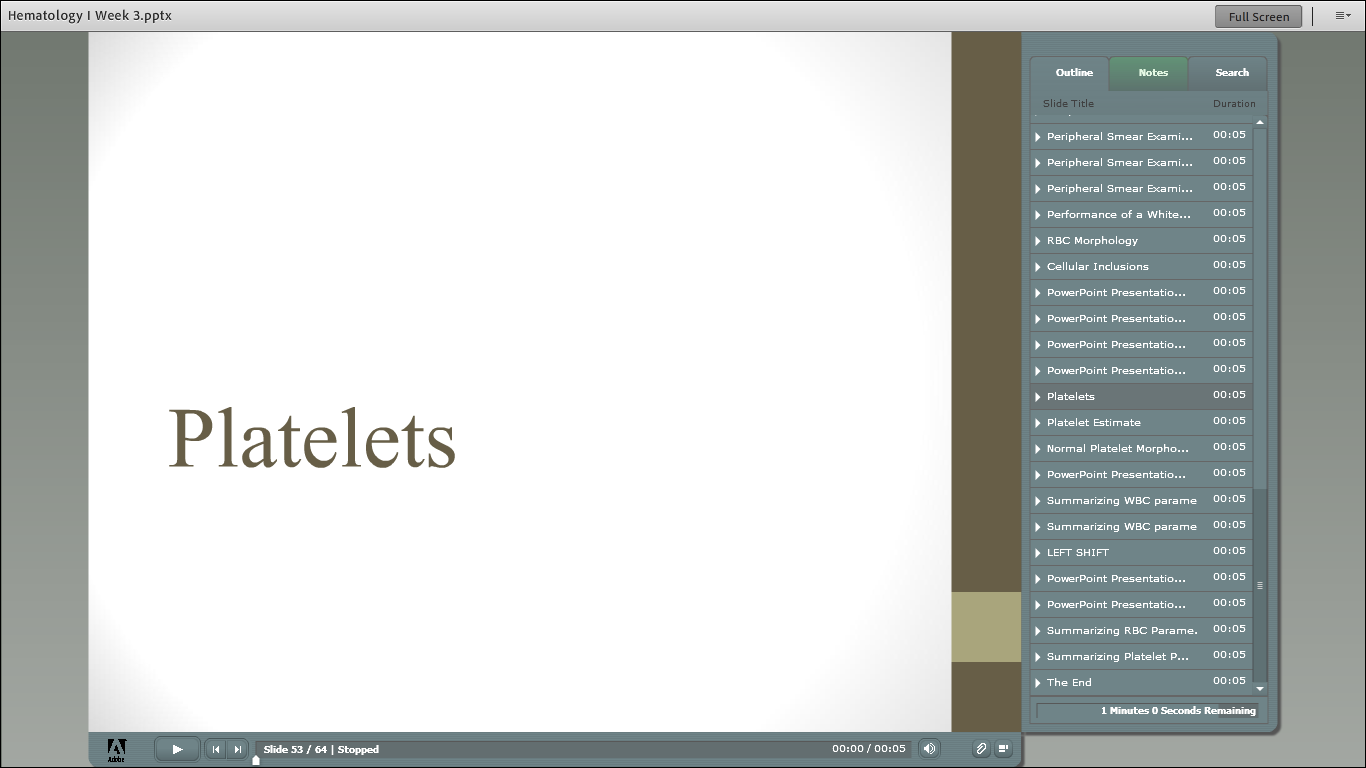 Hematology I Week 3.pptx
Full Screen
Platelets
Outline Notes Search
Slide Title Duration
Peripheral Smear Exami... 00:05
Peripheral Smear Exami... 00:05
Peripheral Smear Exami... 00:05
Performance of a White... 00:05
RBC Morphology 00:05
Cellular Inclusions 00:05
PowerPoint Presentatio... 00:05
PowerPoint Presentatio... 00:05
PowerPoint Presentatio... 00:05
PowerPoint Presentatio... 00:05
Platelets 00:05
Platelet Estimate 00:05
Normal Platelet Morpho... 00:05
PowerPoint Presentatio... 00:05
Summarizing WBC parame 00:05
Summarizing WBC parame 00:05
LEFT SHIFT 00:05
PowerPoint Presentatio... 00:05
PowerPoint Presentatio... 00:05
Summarizing RBC Parame. 00:05
Summarizing Platelet P... 00:05
The End 00:05
1 Minutes 0 Seconds Remaining
Adobe
Slide 53 / 64 | Stopped
00:00 / 00:05